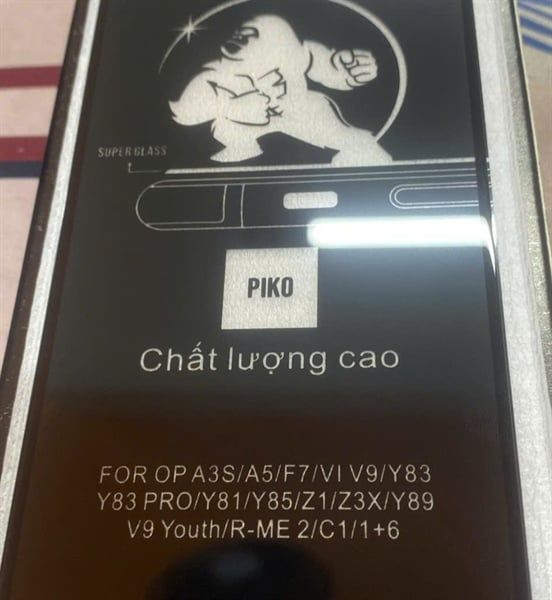 SUPER GLASS
PIKO
Chất lượng cao
FOR OP A3S/A5/F7/VI V9/Y83
Y83 PRO/Y81/Y85/Z1/Z3X/Y89
V9 Youth/R-ME 2/C1/1+6